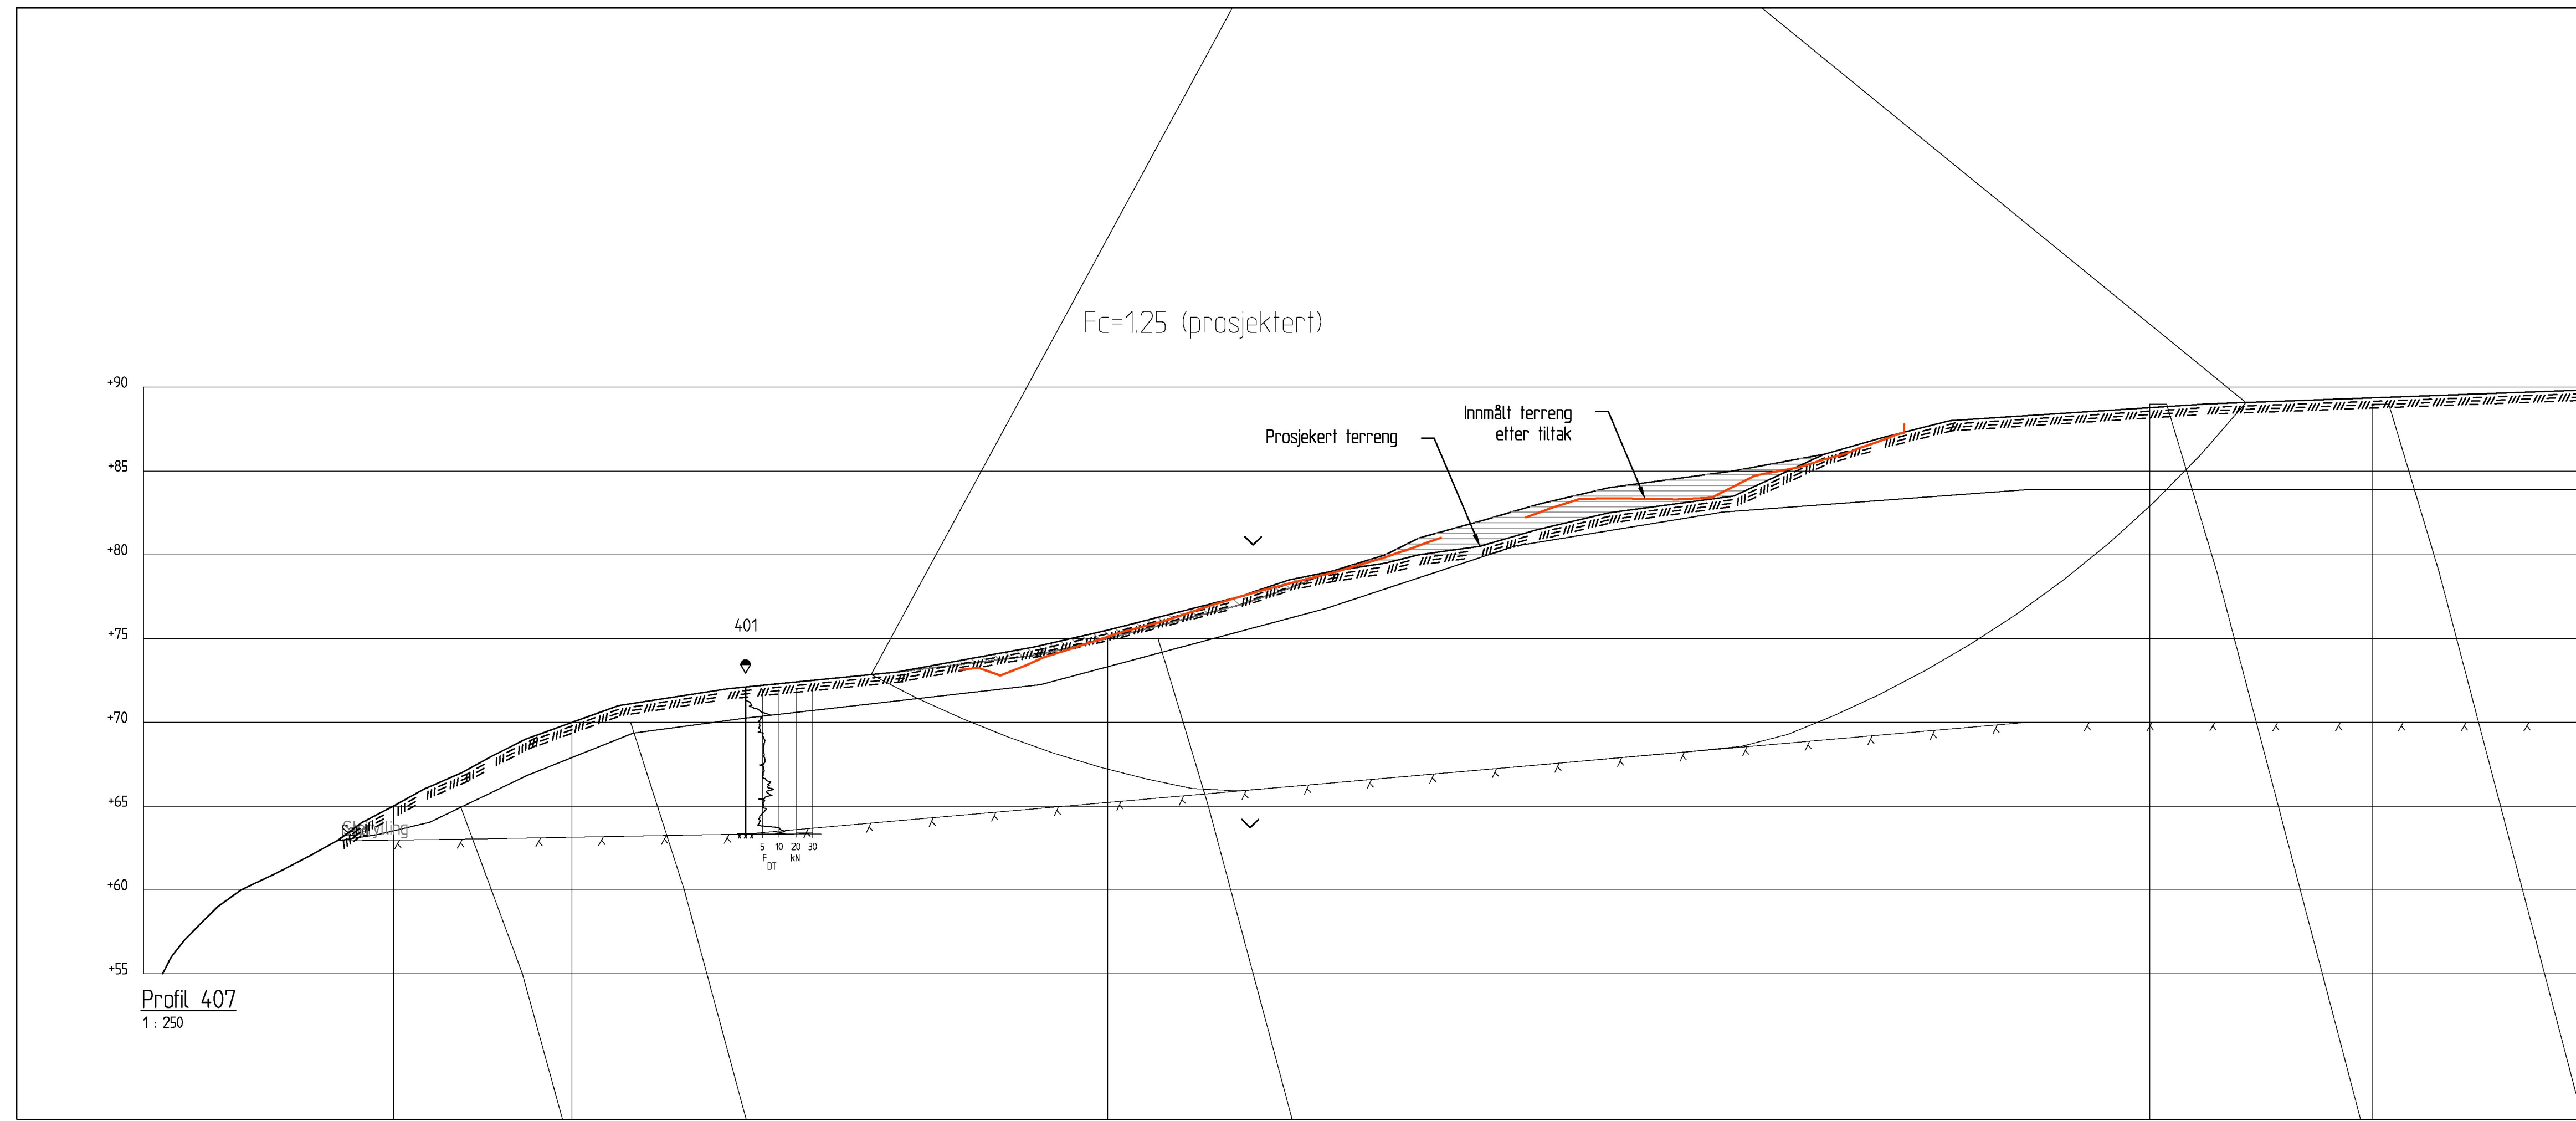 Fc=1.25 (prosjektert)
+90
Innmålt terreng
etter tiltak
Prosjekert terreng
+85
+80
401
+75
+70
+65
5 10 20 30
F kN
DT
+60
+55
Profil 407
1 : 250